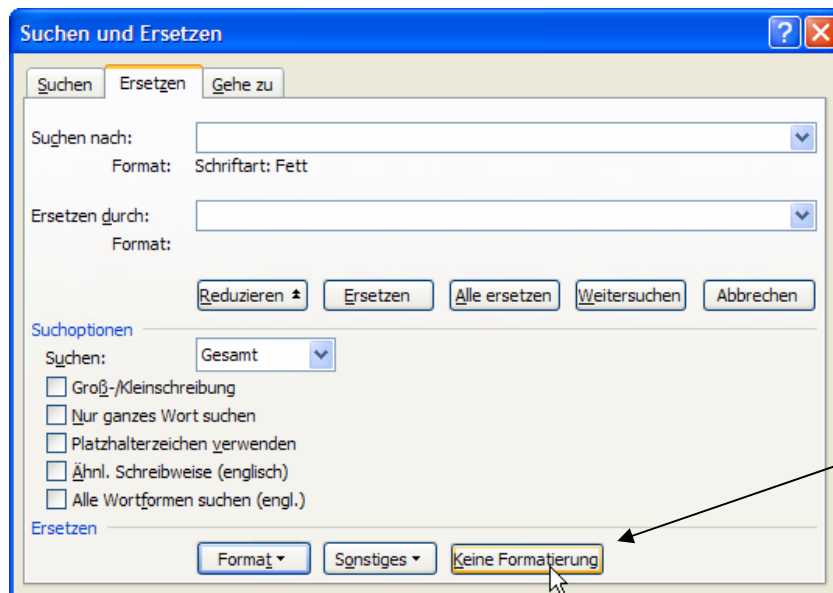 Suchen und Ersetzen
Suchen Ersetzen Gehe zu
Suchen nach:
Format: Schriftart: Fett
Ersetzen durch:
Format:
Reduzieren Ersetzen Alle ersetzen Weitersuchen Abbrechen
Suchoptionen
Suchen: Gesamt
Groß-/Kleinschreibung
Nur ganzes Wort suchen
Platzhalterzeichen verwenden
Ähnl. Schreibweise (englisch)
Alle Wortformen suchen (engl.)
Ersetzen
Format Sonstiges Keine Formatierung